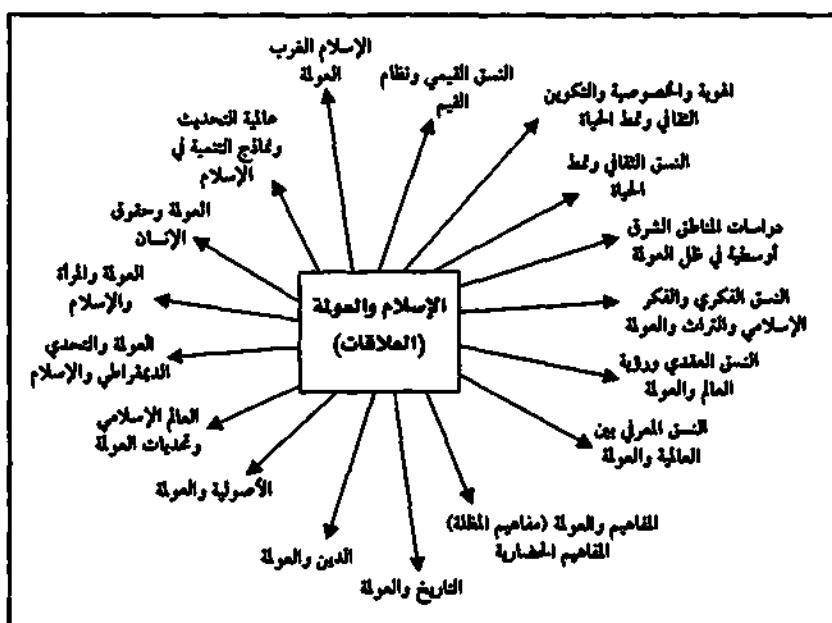 الإسلام الغرب
العولمة
النسق القيمي ونظام
القيم
الهوية والخصوصية والتكوين
الثقافي ونمط الحياة
النسق الثقافي ونمط
الحياة
دراسات المناطق الشرق
أوسطية في ظل العولمة
النسق الفكري والفكر
الإسلامي والتراث والعولمة
النسق العقدي ورؤية
العالم والعولمة
النسق المعرفي بين
العالمية والعولمة
المفاهيم والعولمة (مفاهيم المظلة)
المفاهيم الحضارية
التاريخ والعولمة
الدين والعولمة
الأصولية والعولمة
العالم الإسلامي
وتحديات العولمة
العولمة والتحدي
الديمقراطي والإسلام
العولمة والمرأة
والإسلام
العولمة وحقوق
الإنسان
عالمية التحديث
ونماذج التنمية في
الإسلام
الإسلام والعولمة
(العلاقات)